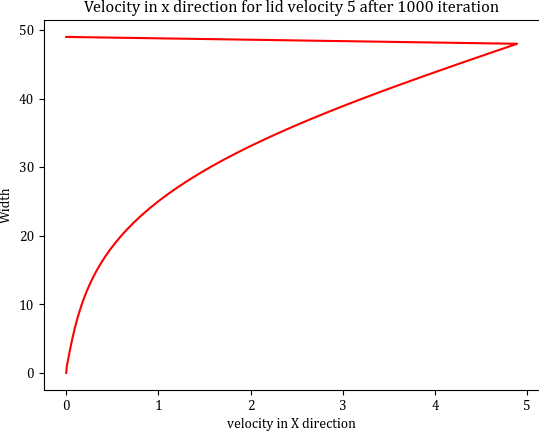 Velocity in x direction for lid velocity 5 after 1000 iteration
50
40
30
20
10
0
Width
0 1 2 3 4 5
velocity in X direction